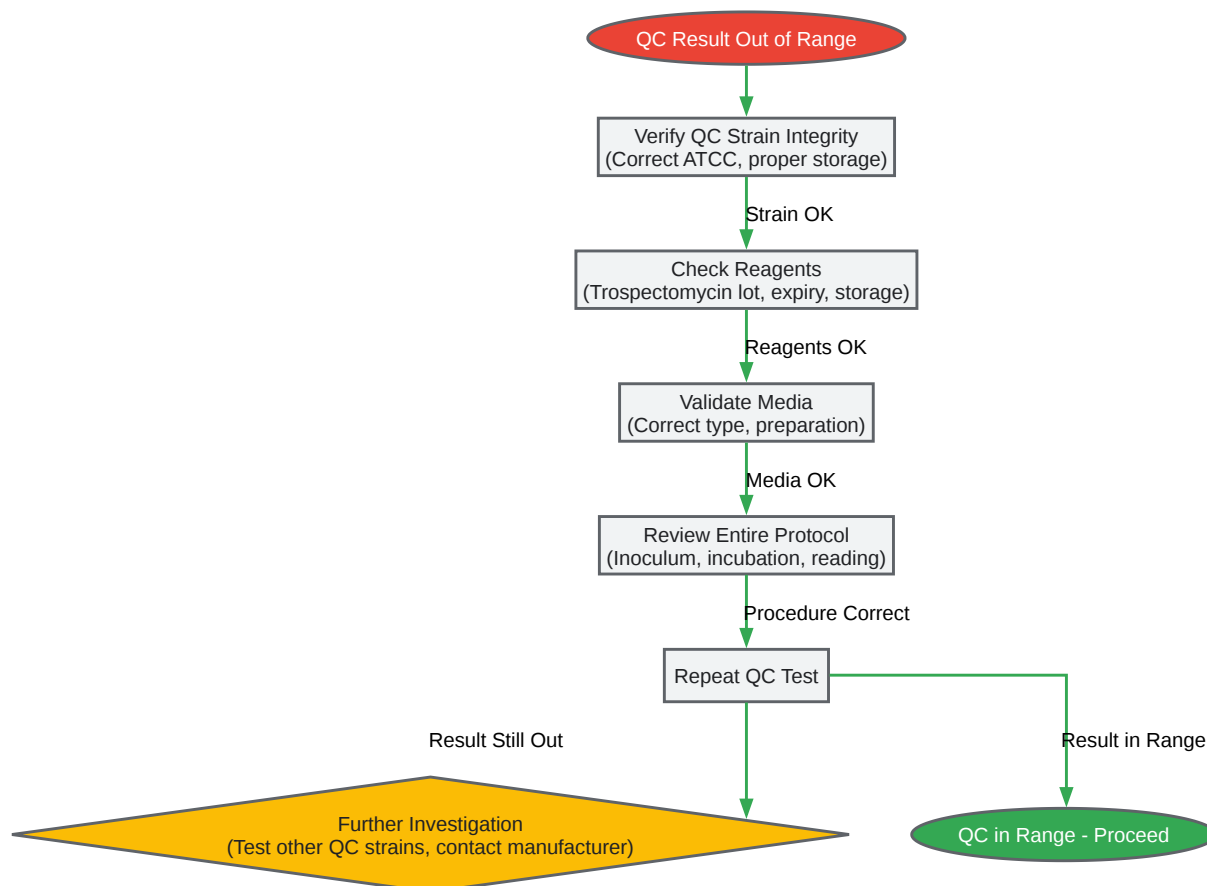 QC Result Out of Range
Verify QC Strain Integrity
(Correct ATCC, proper storage)
Strain OK
Check Reagents
(Trospectomycin lot, expiry, storage)
Reagents OK
Validate Media
(Correct type, preparation)
Media OK
Review Entire Protocol
(Inoculum, incubation, reading)
Procedure Correct
Repeat QC Test
Result Still Out
Result in Range
Further Investigation
(Test other QC strains, contact manufacturer)
QC in Range - Proceed